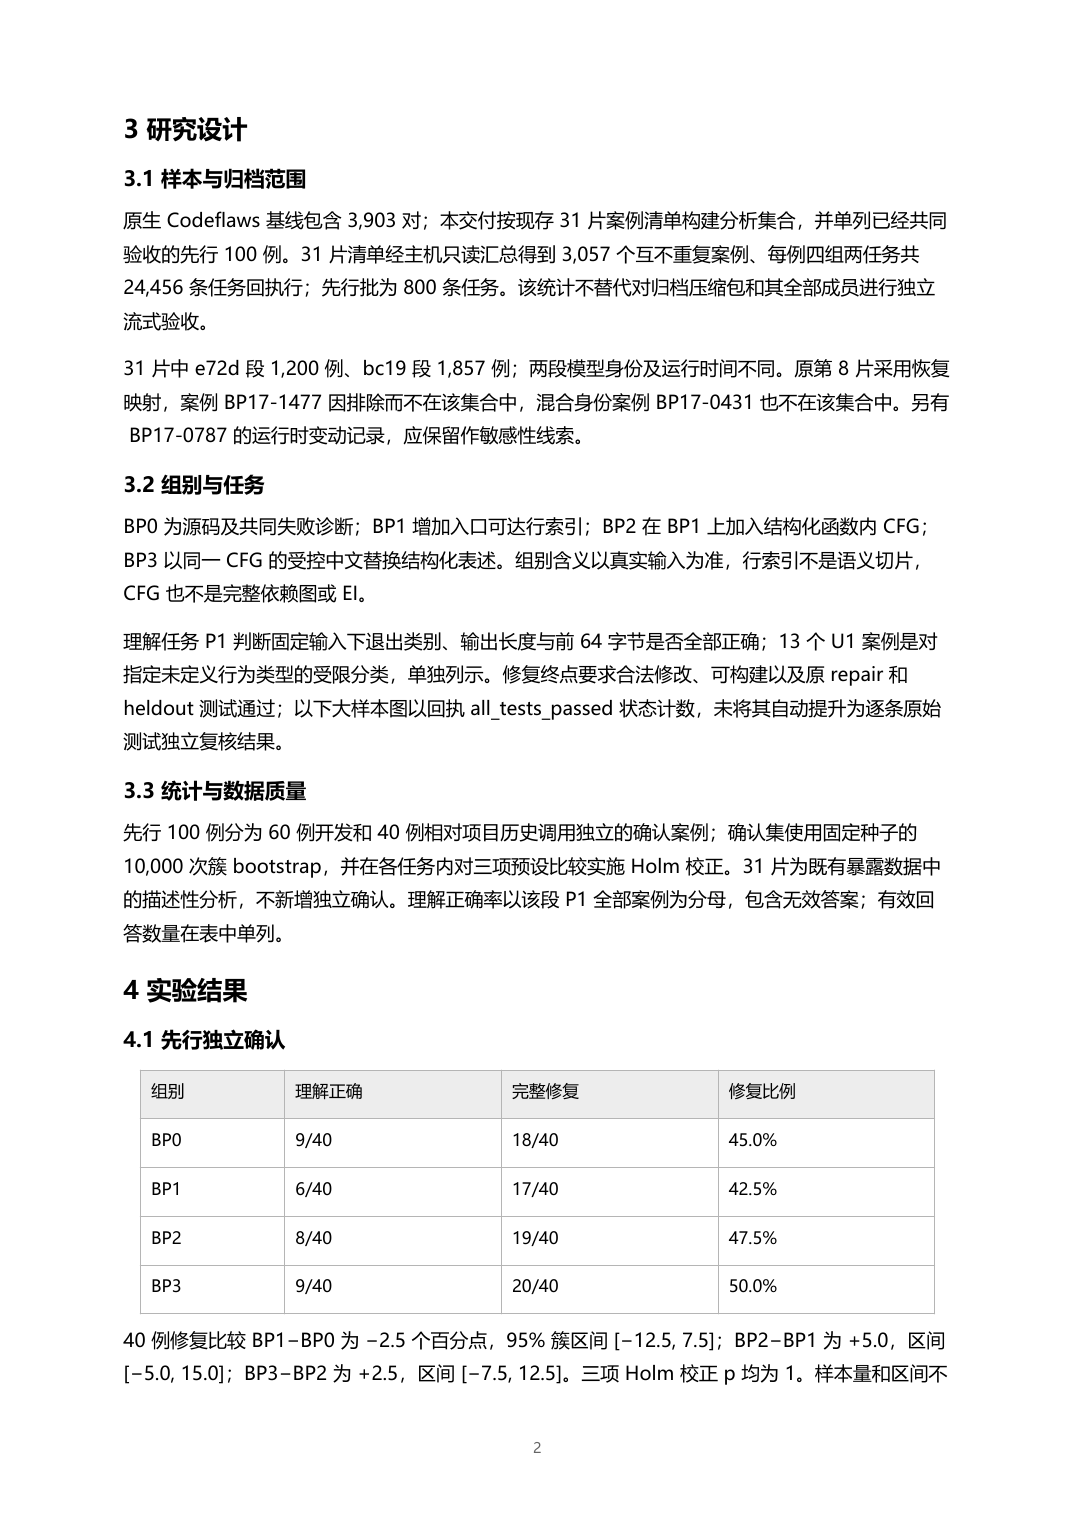 3 研究设计
3.1 样本与归档范围
原生 Codeflaws 基线包含 3,903 对；本交付按现存 31 片案例清单构建分析集合，并单列已经共同
验收的先行 100 例。31 片清单经主机只读汇总得到 3,057 个互不重复案例、每例四组两任务共
24,456 条任务回执行；先行批为 800 条任务。该统计不替代对归档压缩包和其全部成员进行独立
流式验收。
31 片中 e72d 段 1,200 例、bc19 段 1,857 例；两段模型身份及运行时间不同。原第 8 片采用恢复
映射，案例 BP17-1477 因排除而不在该集合中，混合身份案例 BP17-0431 也不在该集合中。另有
BP17-0787 的运行时变动记录，应保留作敏感性线索。
3.2 组别与任务
BP0 为源码及共同失败诊断；BP1 增加入口可达行索引；BP2 在 BP1 上加入结构化函数内 CFG；
BP3 以同一 CFG 的受控中文替换结构化表述。组别含义以真实输入为准，行索引不是语义切片，
CFG 也不是完整依赖图或 EI。
理解任务 P1 判断固定输入下退出类别、输出长度与前 64 字节是否全部正确；13 个 U1 案例是对
指定未定义行为类型的受限分类，单独列示。修复终点要求合法修改、可构建以及原 repair 和
heldout 测试通过；以下大样本图以回执 all_tests_passed 状态计数，未将其自动提升为逐条原始
测试独立复核结果。
3.3 统计与数据质量
先行 100 例分为 60 例开发和 40 例相对项目历史调用独立的确认案例；确认集使用固定种子的
10,000 次簇 bootstrap，并在各任务内对三项预设比较实施 Holm 校正。31 片为既有暴露数据中
的描述性分析，不新增独立确认。理解正确率以该段 P1 全部案例为分母，包含无效答案；有效回
答数量在表中单列。
4 实验结果
4.1 先行独立确认
组别 理解正确 完整修复 修复比例
BP0 9/40 18/40 45.0%
BP1 6/40 17/40 42.5%
BP2 8/40 19/40 47.5%
BP3 9/40 20/40 50.0%
40 例修复比较 BP1−BP0 为 −2.5 个百分点，95% 簇区间 [−12.5, 7.5]；BP2−BP1 为 +5.0，区间
[−5.0, 15.0]；BP3−BP2 为 +2.5，区间 [−7.5, 12.5]。三项 Holm 校正 p 均为 1。样本量和区间不
2